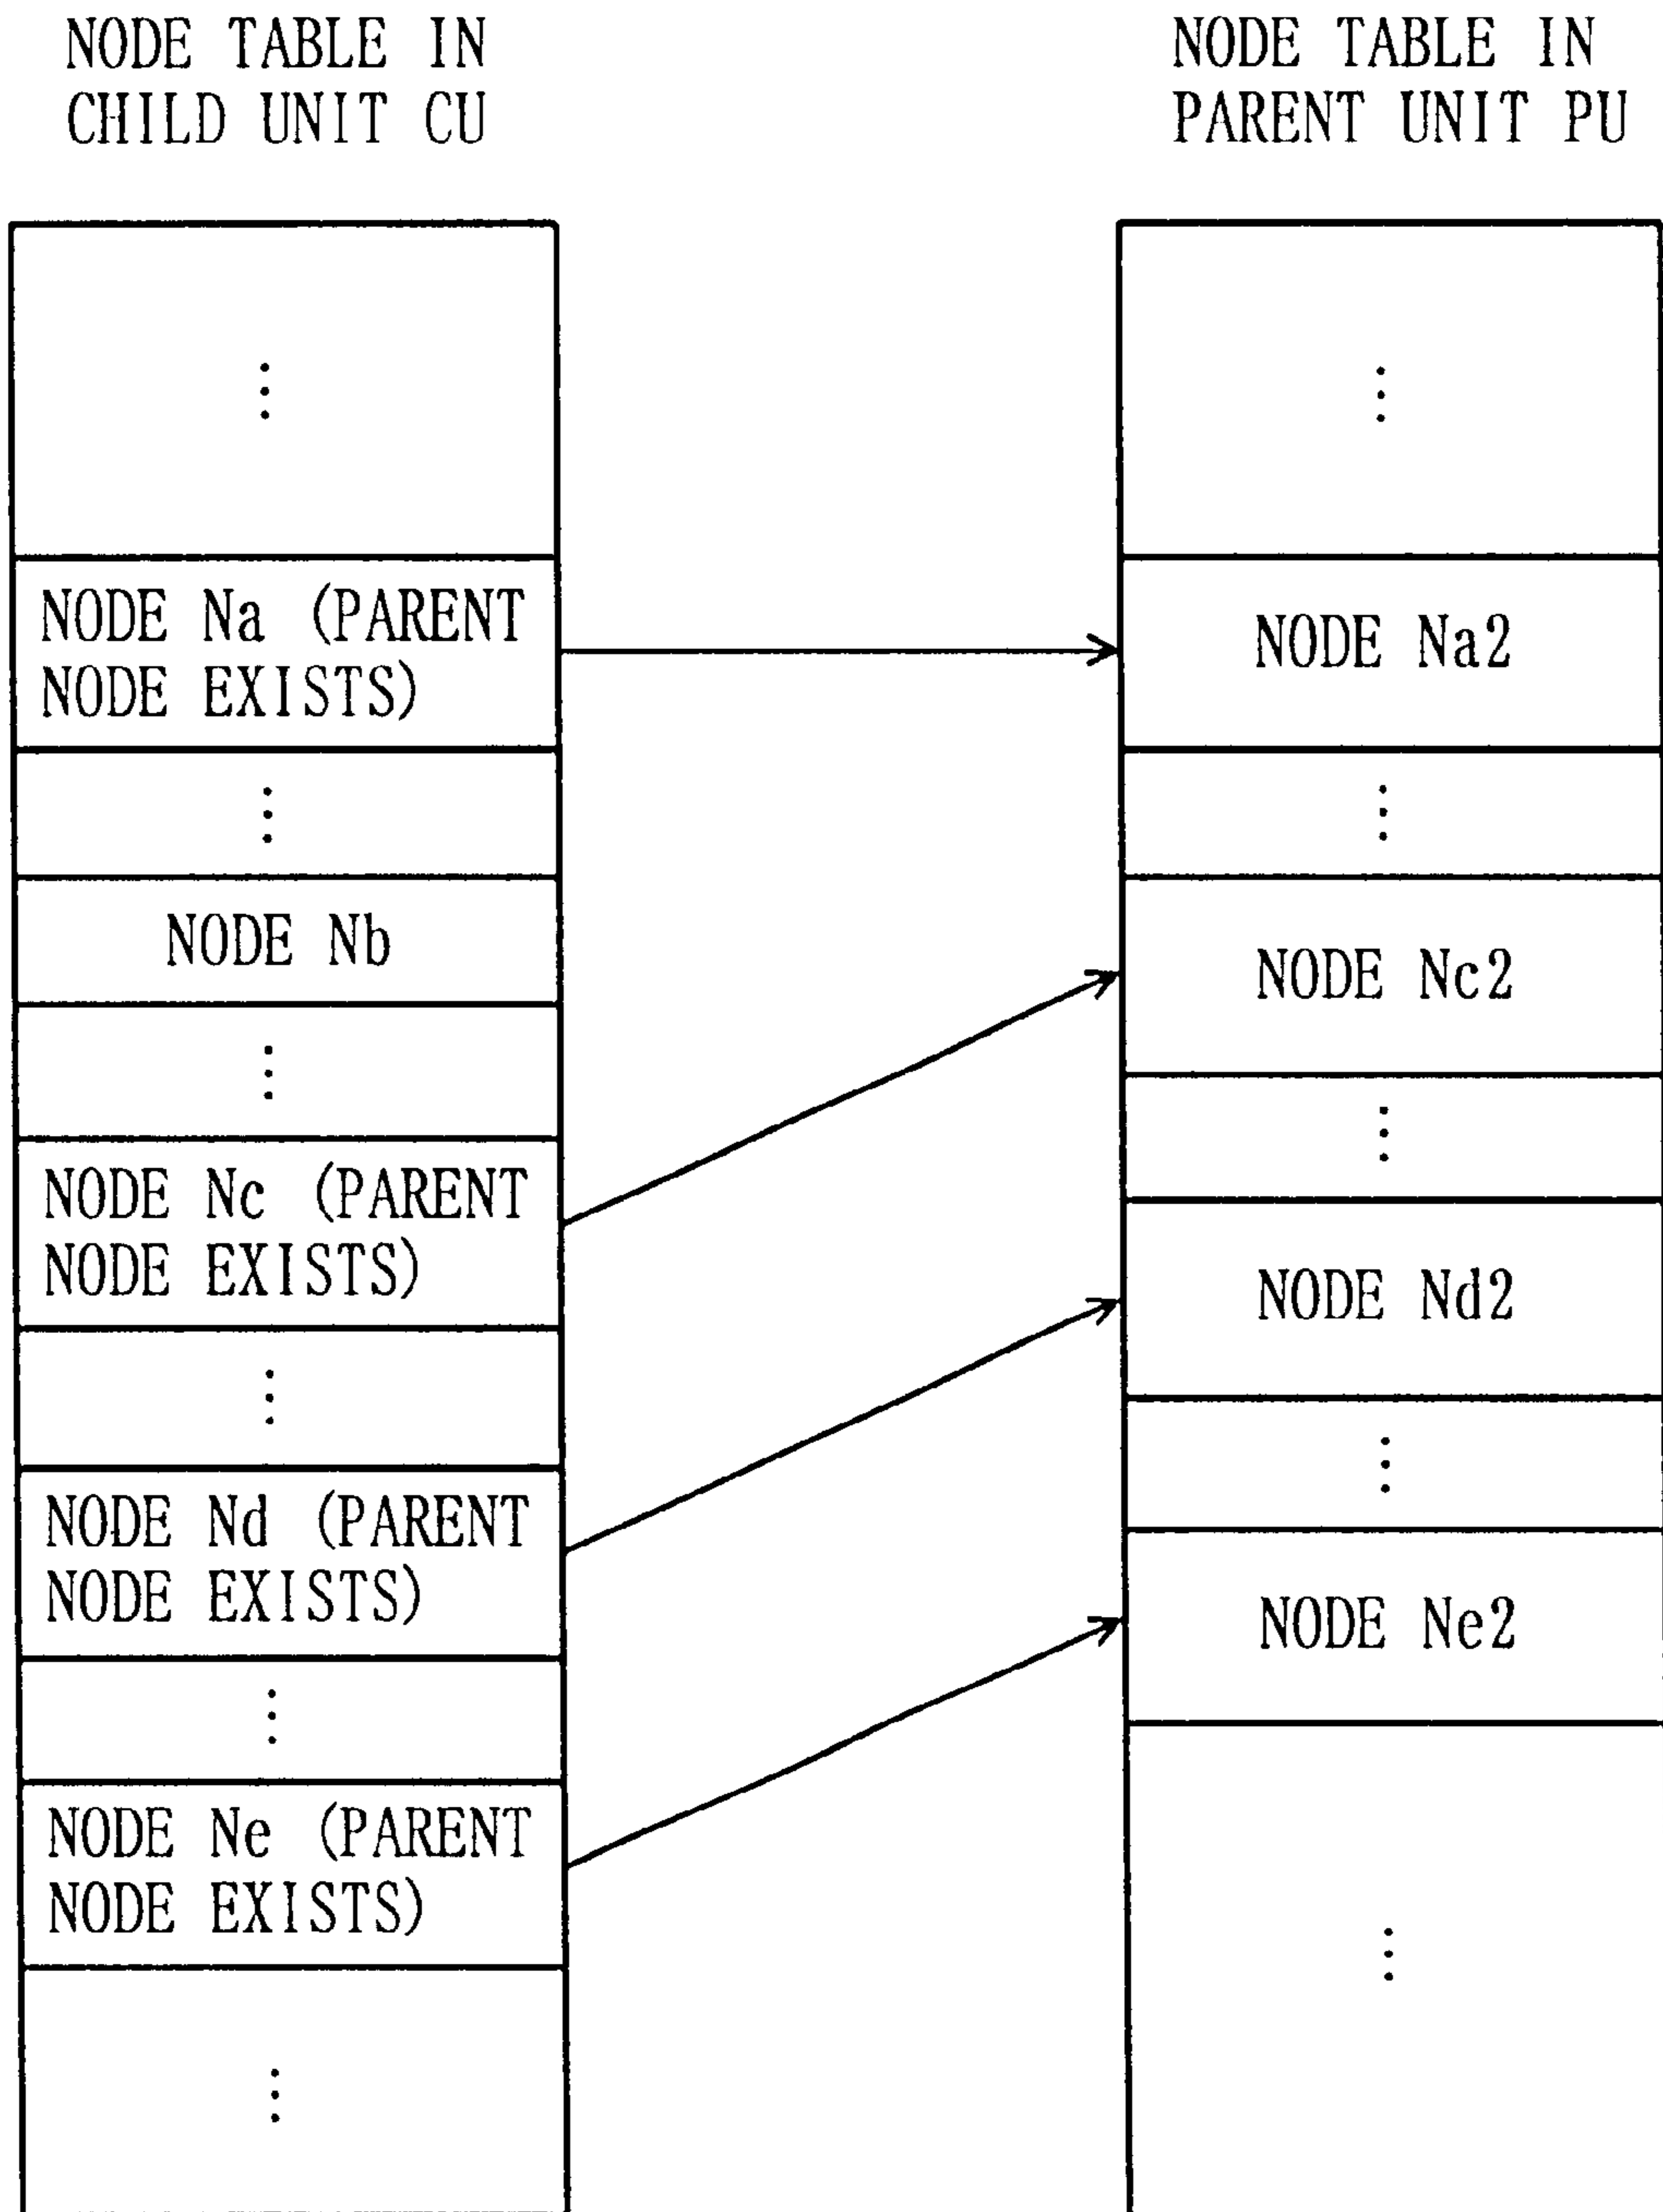 NODE TABLE IN
CHILD UNIT CU
NODE TABLE IN
PARENT UNIT PU
NODE Na (PARENT
NODE EXISTS)
NODE Na2
NODE Nb
NODE Nc2
NODE Nc (PARENT
NODE EXISTS)
NODE Nd2
NODE Nd (PARENT
NODE EXISTS)
NODE Ne2
NODE Ne (PARENT
NODE EXISTS)